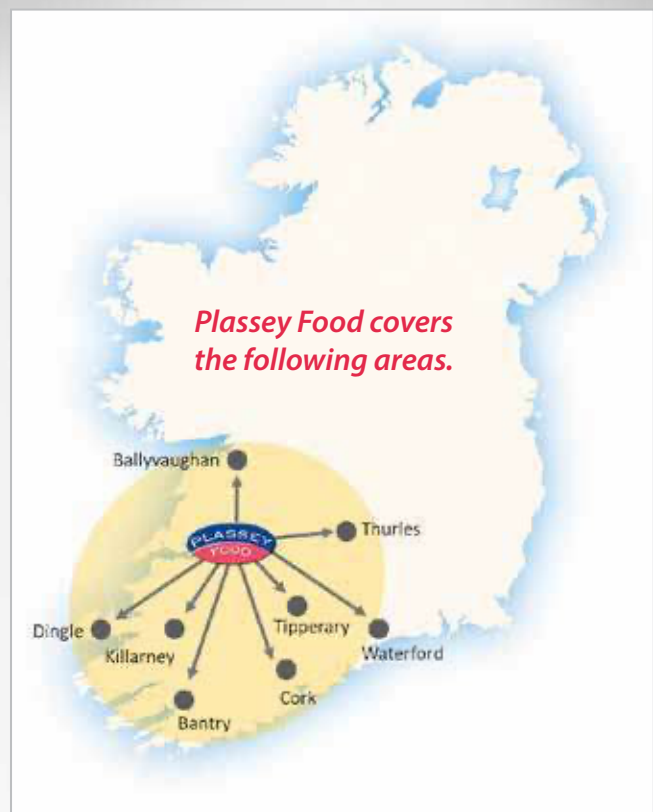 Plassey Food covers
the following areas.
Ballyvaughan
PLASSEY
FOOD
Thurles
Tipperary
Dingle
Killarney
Waterford
Cork
Bantry